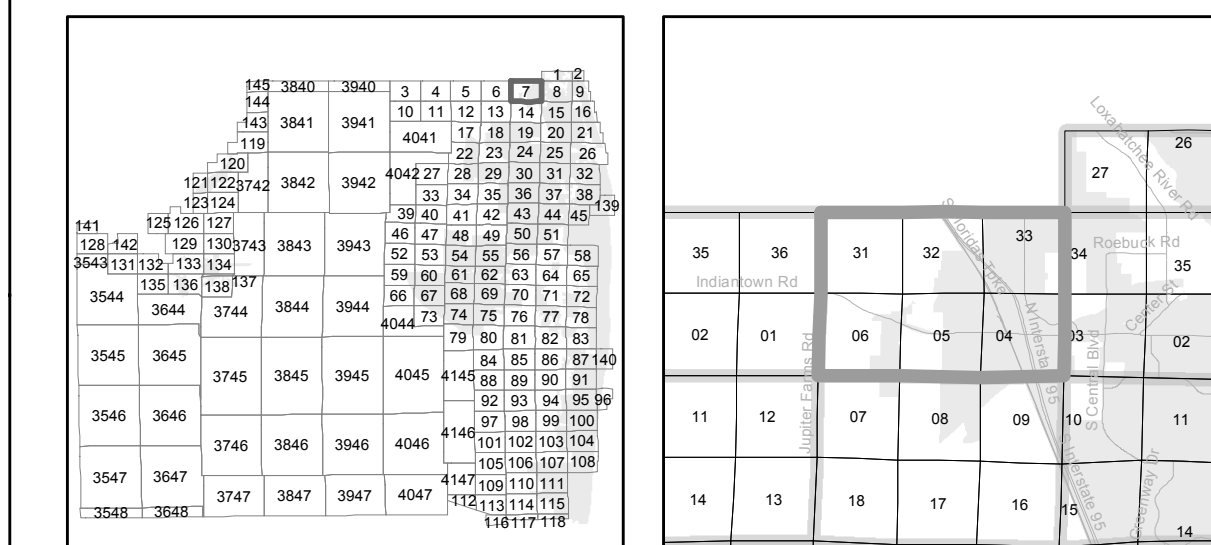 1 2
145 3840 3940 3 4 5 6 7 8 9
144
10 11 12 13 14 15 16
143 3841 3941
119 4041 17 18 19 20 21
22 23 24 25 26
120
121 122 3742 3842 3942 4042 27 28 29 30 31 32
123 124 33 34 35 36 37 38
139
141 125 126 127 39 40 41 42 43 44 45
128 142 129 130 3743 3843 3943 46 47 48 49 50 51
52 53 54 55 56 57 58
3543 131 132 133 134
59 60 61 62 63 64 65
135 136 138 137
3544 3644 3744 3844 3944 66 67 68 69 70 71 72
4044 73 74 75 76 77 78
79 80 81 82 83
3545 3645 84 85 86 87 140
3745 3845 3945 4045 4145 88 89 90 91
92 93 94 95 96
3546 3646 97 98 99 100
3746 3846 3946 4046 4146 101 102 103 104
105 106 107 108
3547 3647 4147 109 110 111
3747 3847 3947 4047 112 113 114 115
3548 3648 116 117 118
Loxahatchee River Rd
26
27
S Floridas Tpke
33
35 36 31 32 34 Roebuck Rd
35
Indiantown Rd
Center St
N Interstate 95
02 01 06 05 04 03 02
Jupiter Farms Rd
S Central Blvd
11 12 07 08 09 10 11
S Interstate 95
Greenway Dr
14 13 18 17 16 15
14